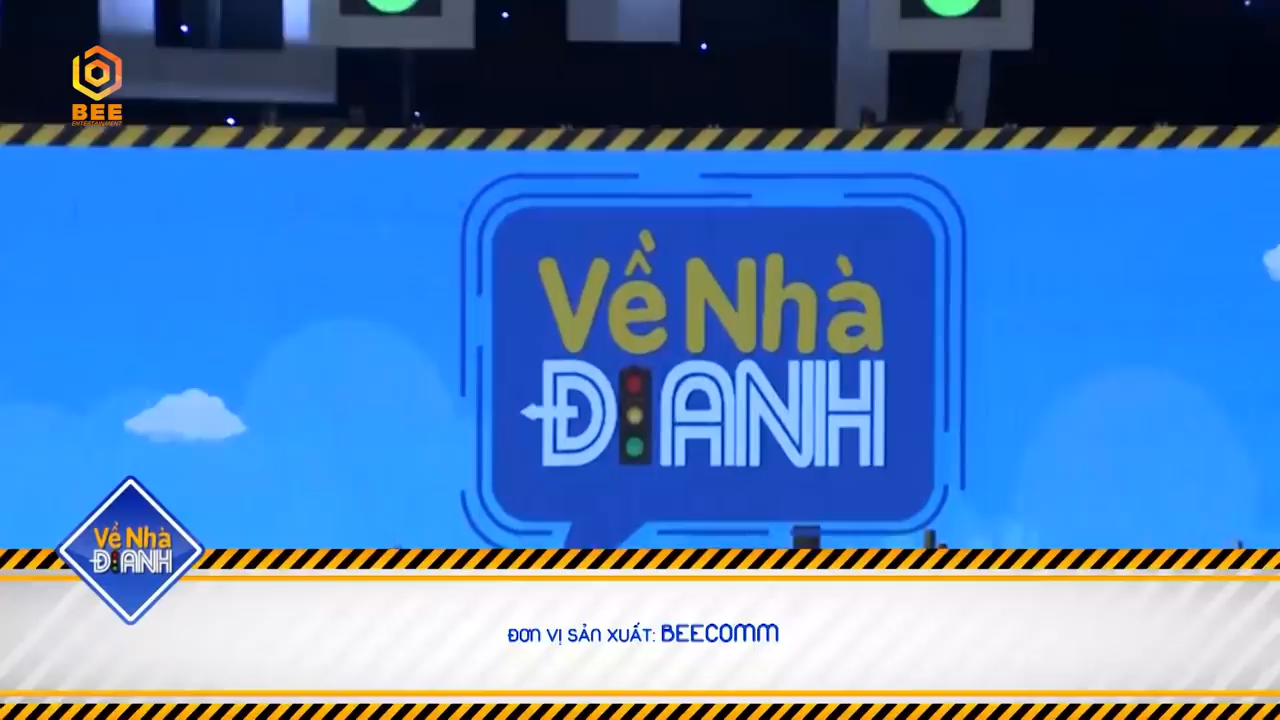 BEE
ENTERTAINMENT
Về Nhà
ĐI ANH
Về Nhà
ĐI ANH
ĐƠN VỊ SẢN XUẤT: BEECOMM